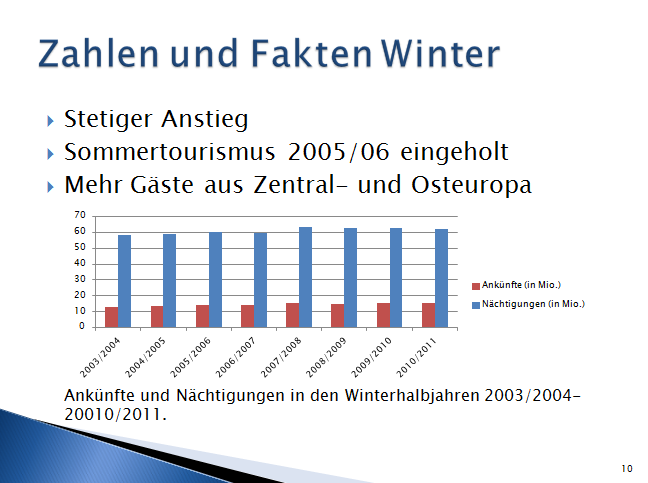 Zahlen und Fakten Winter
Stetiger Anstieg
Sommertourismus 2005/06 eingeholt
Mehr Gäste aus Zentral- und Osteuropa
70
60
50
40
30
20
10
0
2003/2004
2004/2005
2005/2006
2006/2007
2007/2008
2008/2009
2009/2010
2010/2011
Ankünfte (in Mio.)
Nächtigungen (in Mio.)
Ankünfte und Nächtigungen in den Winterhalbjahren 2003/2004-
20010/2011.
10